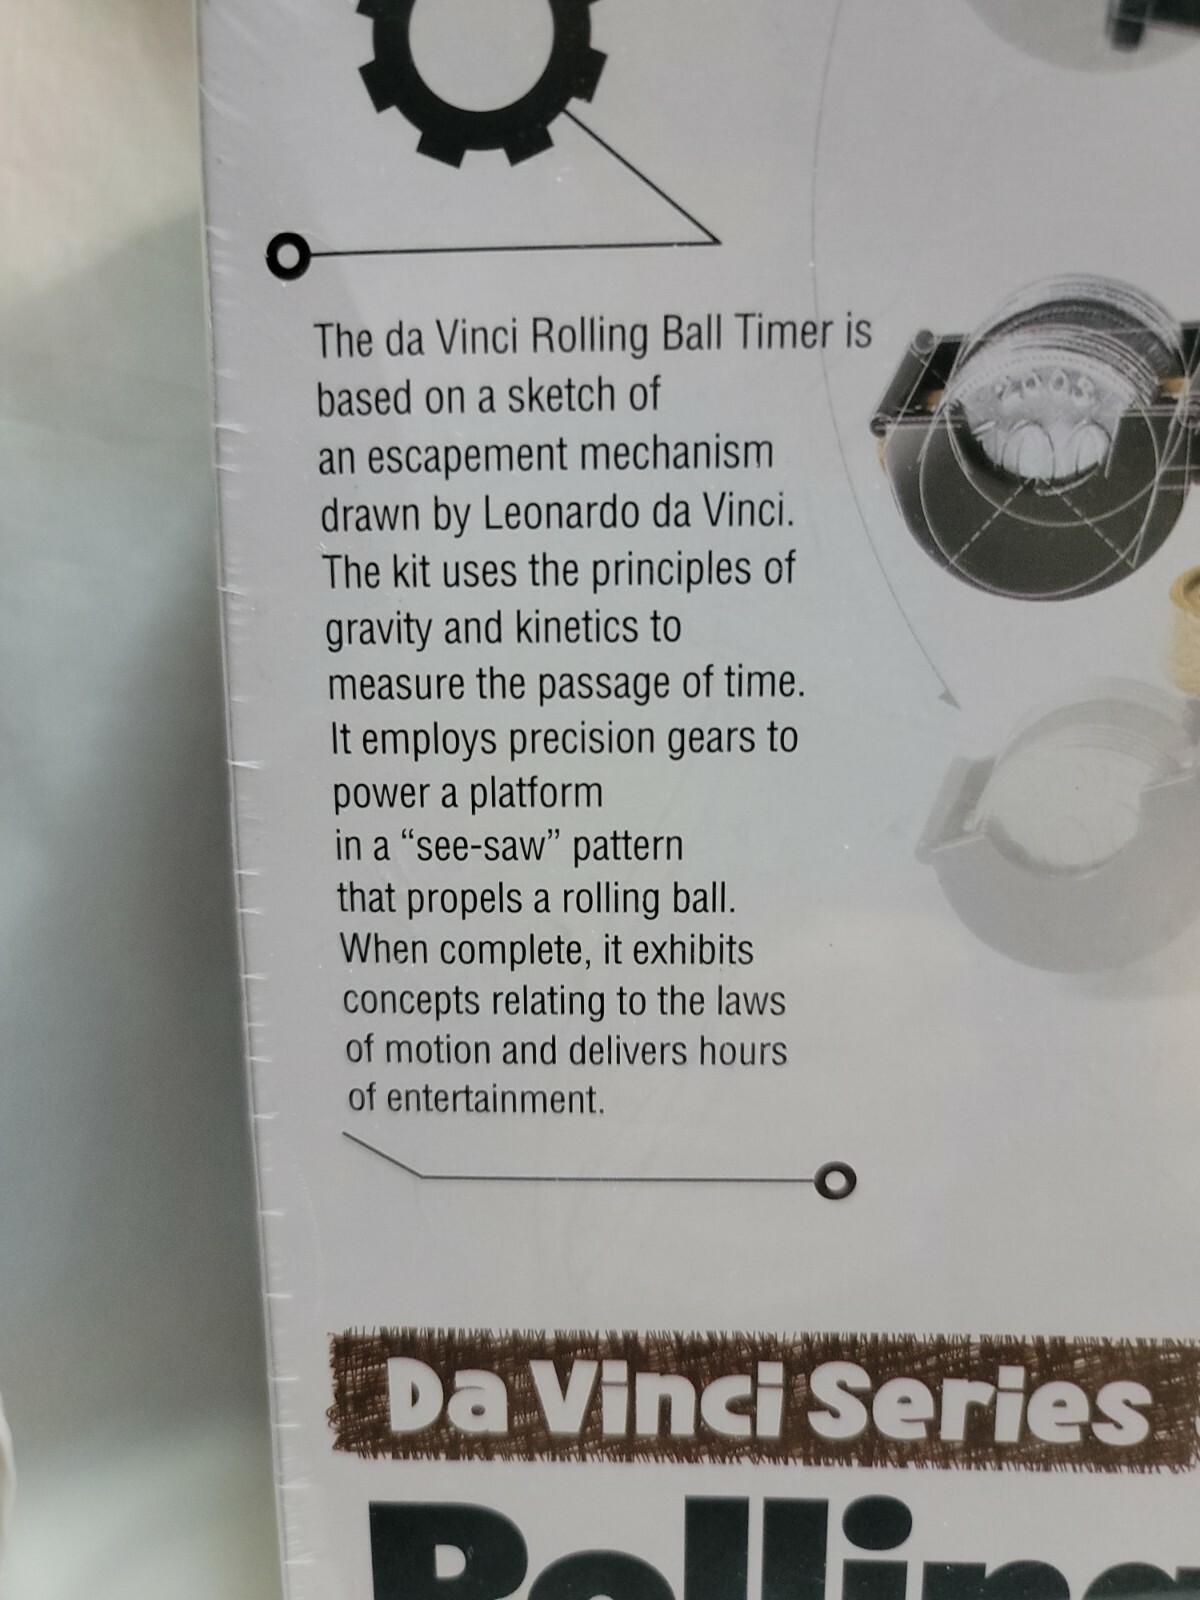 The da Vinci Rolling Ball Timer is
based on a sketch of
an escapement mechanism
drawn by Leonardo da Vinci.
The kit uses the principles of
gravity and kinetics to
measure the passage of time.
It employs precision gears to
power a platform
in a “see-saw” pattern
that propels a rolling ball.
When complete, it exhibits
concepts relating to the laws
of motion and delivers hours
of entertainment.
Da Vinci Series
Rolling